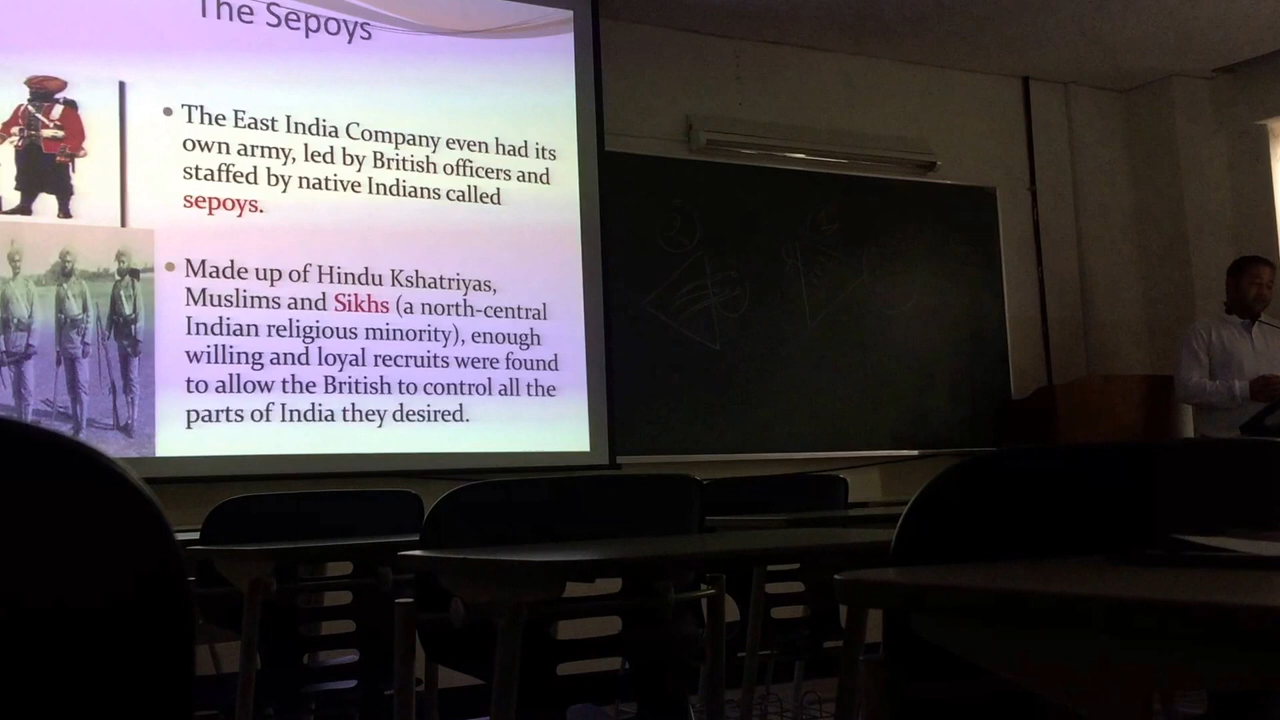 The Sepoys
• The East India Company even had its
own army, led by British officers and
staffed by native Indians called
sepoys.
• Made up of Hindu Kshatriyas,
Muslims and Sikhs (a north-central
Indian religious minority), enough
willing and loyal recruits were found
to allow the British to control all the
parts of India they desired.